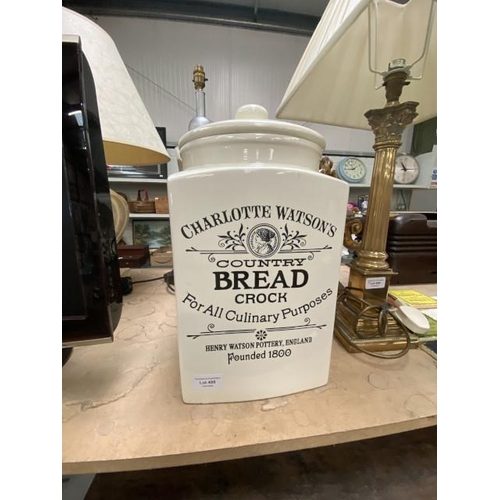 CHARLOTTE WATSON'S
COUNTRY
BREAD
CROCK
For All Culinary Purposes
HENRY WATSON POTTERY, ENGLAND
Founded 1800